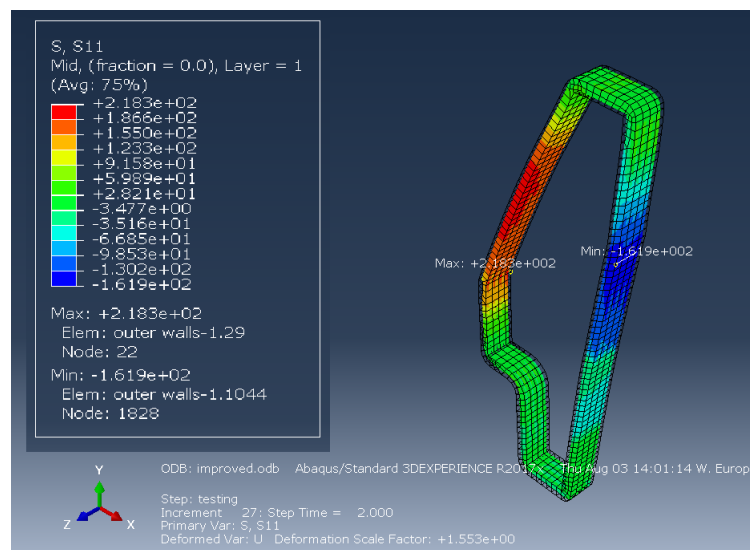 S, S11
Mid, (fraction = 0.0), Layer = 1
(Avg: 75%)
+2.183e+02
+1.866e+02
+1.550e+02
+1.233e+02
+9.158e+01
+5.989e+01
+2.821e+01
-3.477e+00
-3.516e+01
-6.685e+01
-9.853e+01
-1.302e+02
-1.619e+02
Max: +2.183e+02
Elem: outer walls-1.29
Node: 22
Min: -1.619e+02
Elem: outer walls-1.1044
Node: 1828
Min: -1.619e+002
Max: +2.183e+002
Y
Z
X
ODB: improved.odb Abaqus/Standard 3DEXPERIENCE R2017x Thu Aug 03 14:01:14 W. Europ
Step: testing
Increment 27: Step Time = 2.000
Primary Var: S, S11
Deformed Var: U Deformation Scale Factor: +1.553e+00